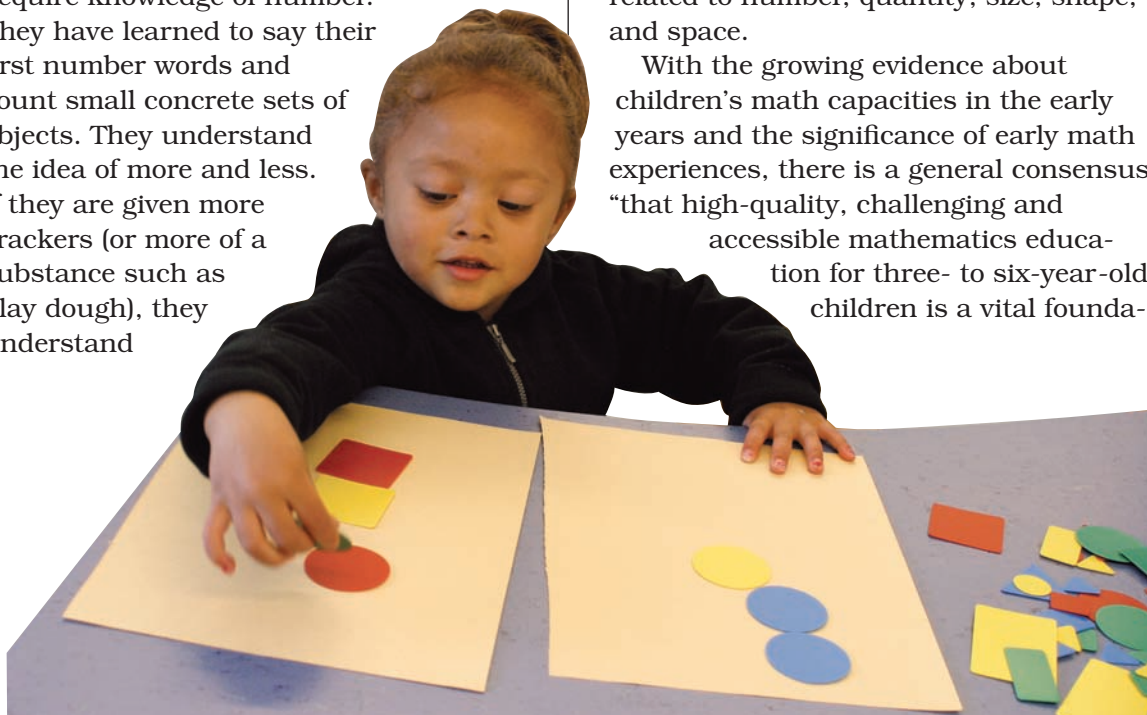 cquire knowledge of number.
hey have learned to say their
rst number words and
ount small concrete sets of
bjects. They understand
he idea of more and less.
f they are given more
rackers (or more of a
ubstance such as
lay dough), they
nderstand
related to number, quantity, size, shape,
and space.
With the growing evidence about
children’s math capacities in the early
years and the significance of early math
experiences, there is a general consensus
“that high-quality, challenging and
accessible mathematics educa-
tion for three- to six-year-old
children is a vital founda-